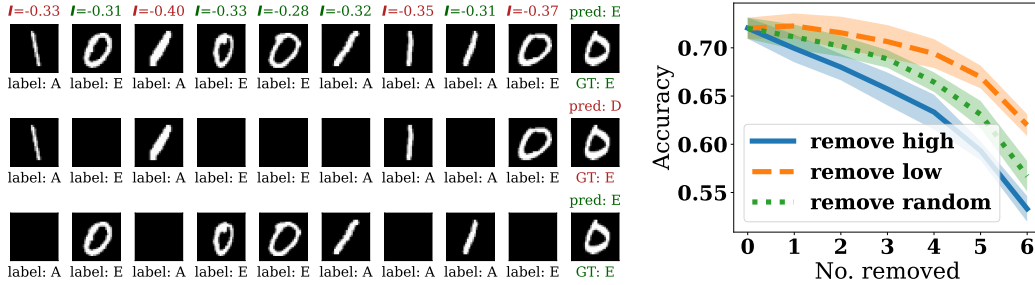 I=-0.33 I=-0.31 I=-0.40 I=-0.33 I=-0.28 I=-0.32 I=-0.35 I=-0.31 I=-0.37 pred: E
label: A label: E label: A label: E label: E label: A label: A label: A label: E GT: E
pred: D
label: A label: E label: A label: E label: E label: A label: A label: A label: E GT: E
pred: E
label: A label: E label: A label: E label: E label: A label: A label: A label: E GT: E
Accuracy
0.70
0.65
0.60
0.55
remove high
remove low
remove random
0 1 2 3 4 5 6
No. removed